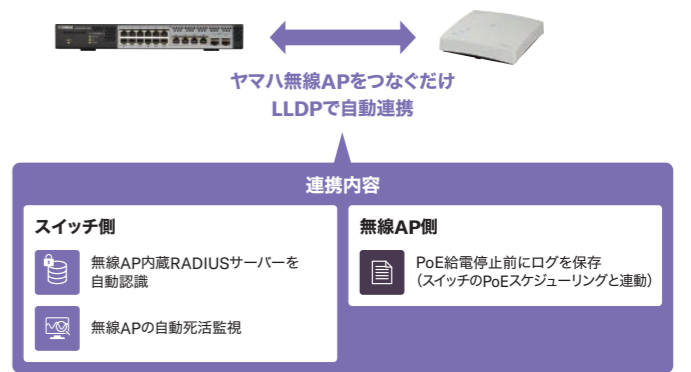 ヤマハ無線APをつなぐだけ
LLDPで自動連携
連携内容
スイッチ側
無線AP内蔵RADIUSサーバーを
自動認識
無線APの自動死活監視
無線AP側
PoE給電停止前にログを保存
（スイッチのPoEスケジューリングと連動）